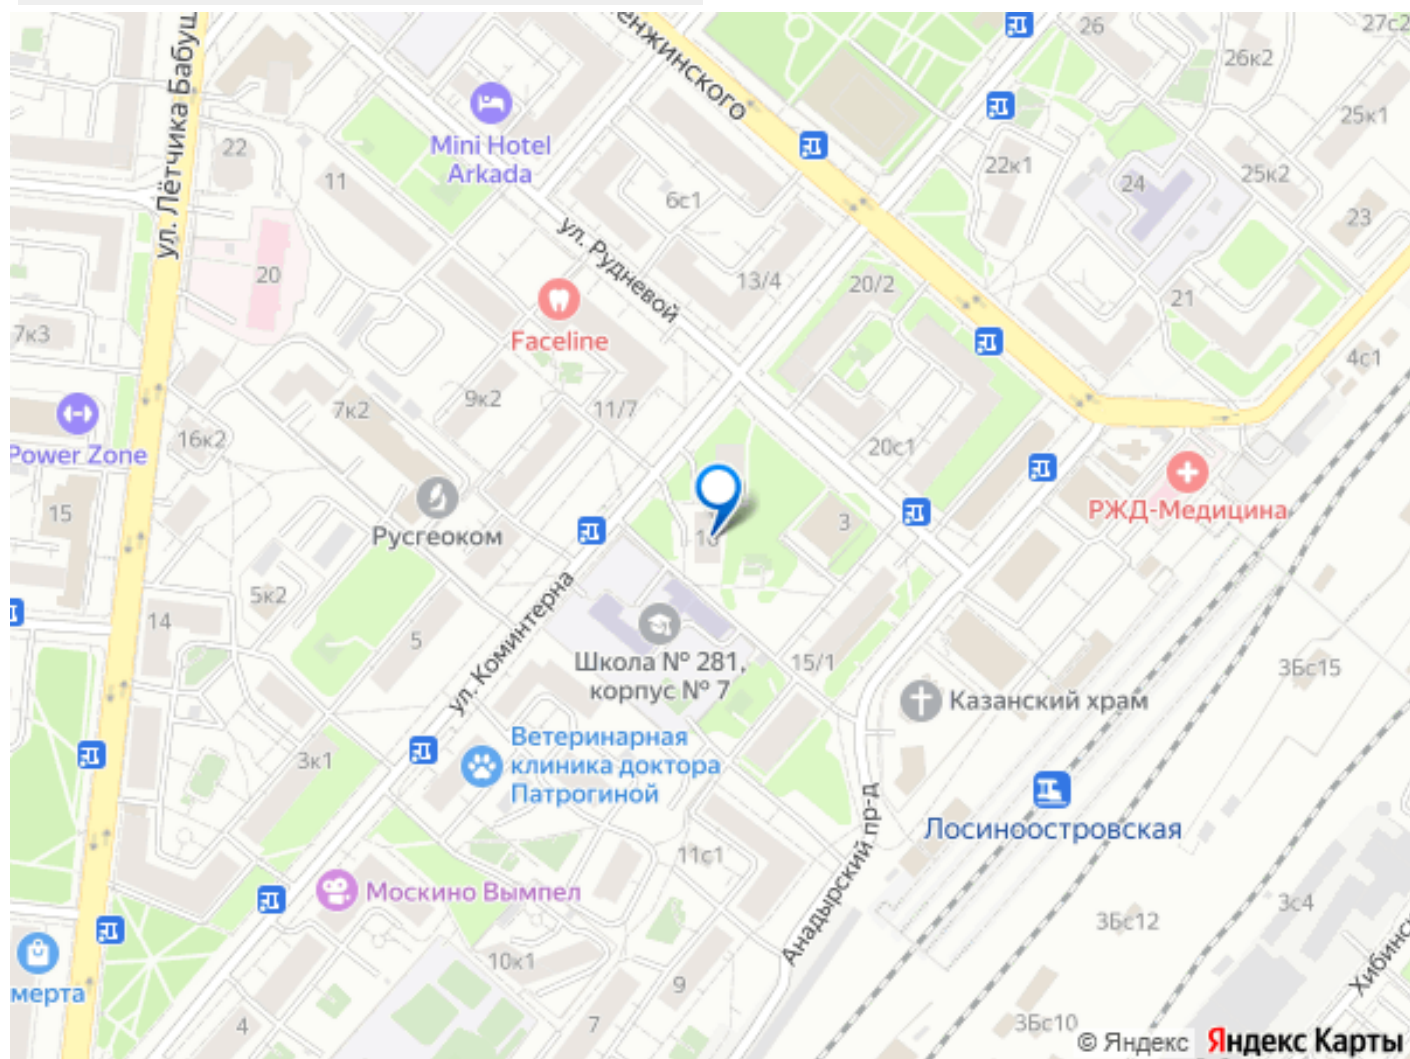 ул. Лётчика Бабуш
енжинского
26
27с2
26к2
25к1
Mini Hotel
Arkada
22
11
6с1
22к1
24
25к2
23
ул. Рудневой
20
13/4
20/2
21
7к3
Faceline
4с1
9к2
7к2
11/7
16к2
20с1
Power Zone
15
Русгеоком
3
РЖД-Медицина
5к2
14
5
ул. Коминтерна
Школа № 281,
корпус № 7
15/1
3Бс15
Казанский храм
3к1
Ветеринарная
клиника доктора
Патрогиной
Лосиноостровская
Анадырский пр-д
11с1
Москино Вымпел
3с4
3Бс12
10к1
9
мерта
Хибинс
4
7
3Бс10
© Яндекс Яндекс Карты